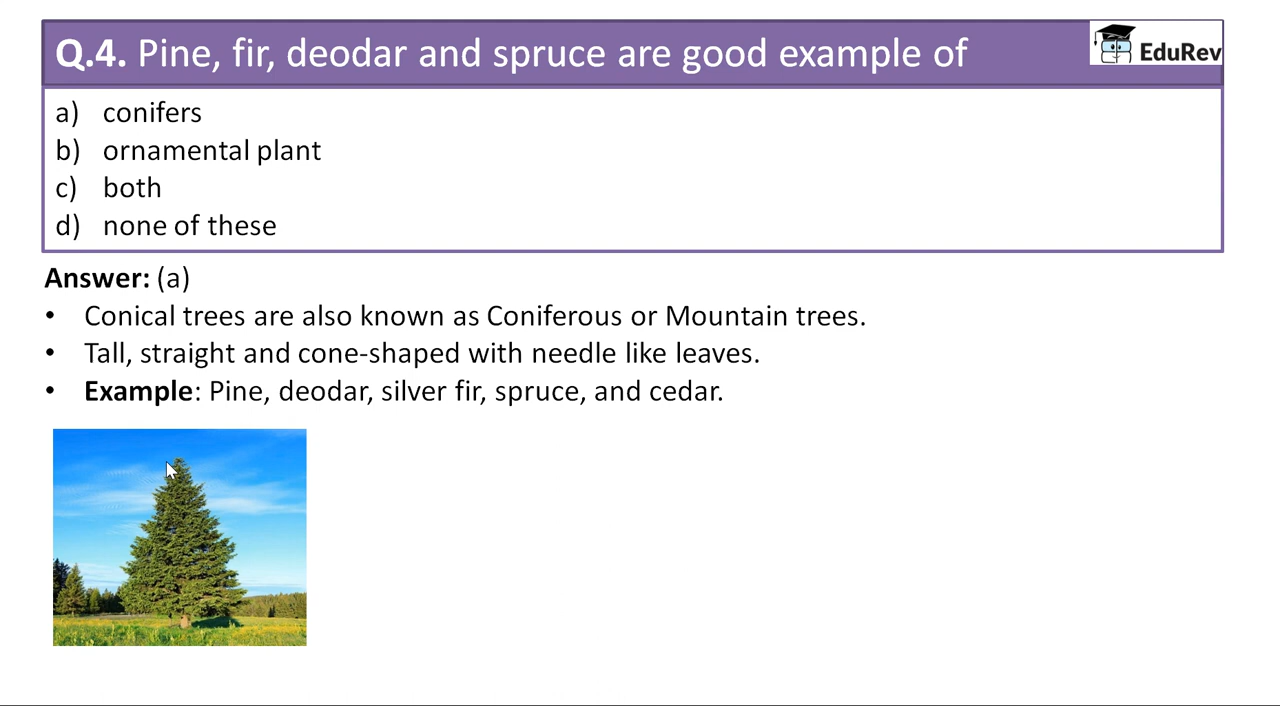 Q.4. Pine, fir, deodar and spruce are good example of
EduRev
a) conifers
b) ornamental plant
c) both
d) none of these
Answer: (a)
• Conical trees are also known as Coniferous or Mountain trees.
• Tall, straight and cone-shaped with needle like leaves.
• Example: Pine, deodar, silver fir, spruce, and cedar.